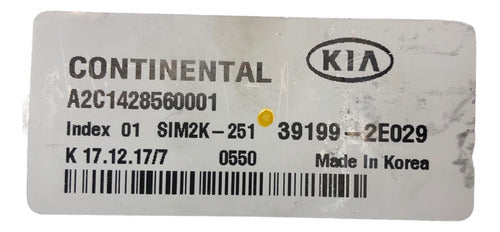 CONTINENTAL
KIA
A2C1428560001
Index 01 SIM2K-251 39199-2E029
K 17.12.17/7 0550 Made In Korea